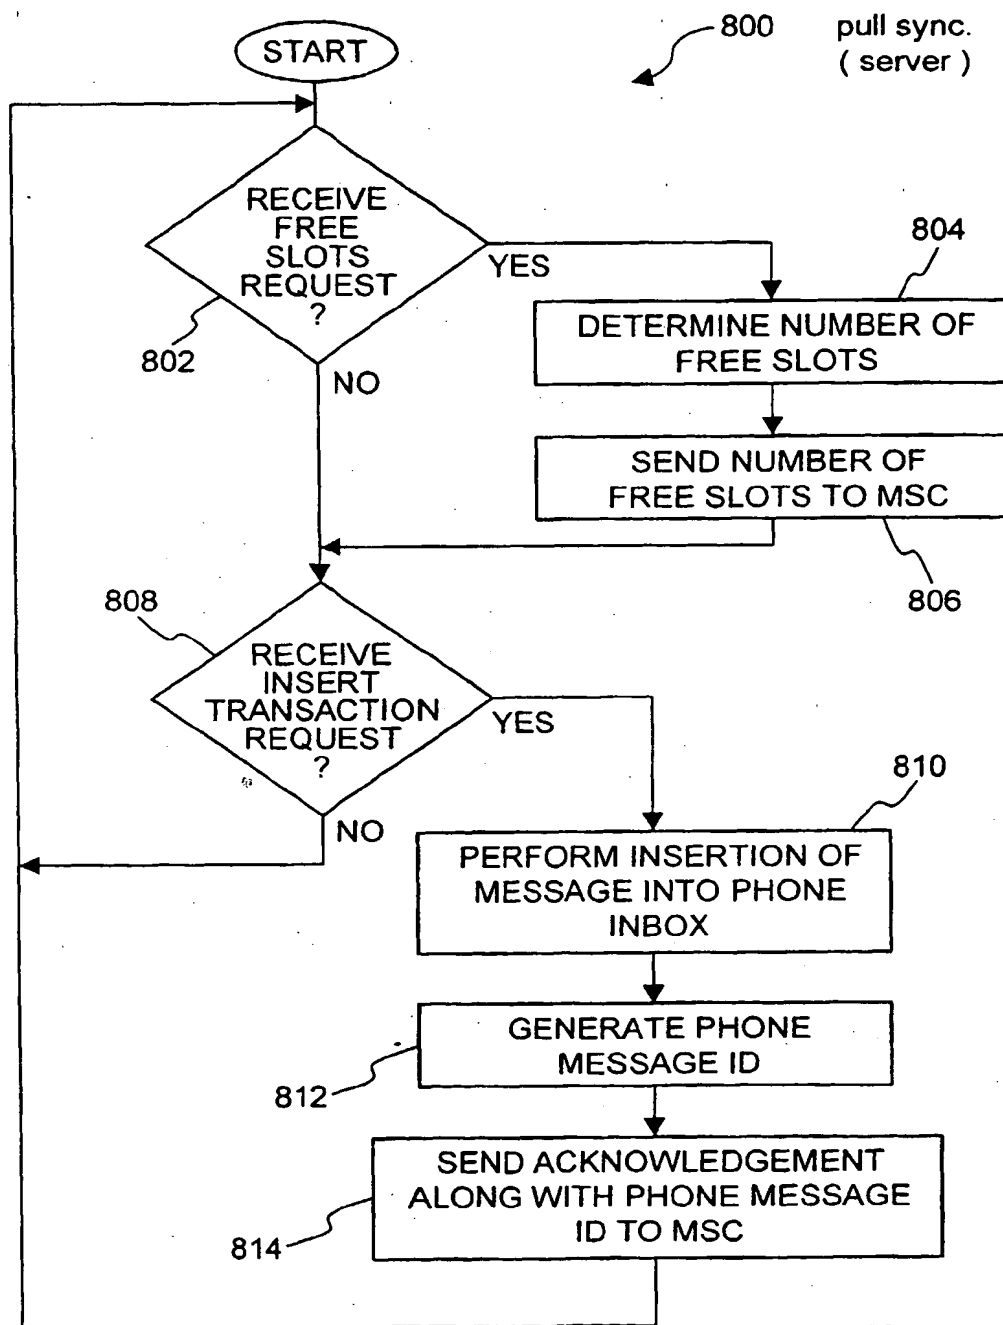 START
800
pull sync.
( server )
RECEIVE
FREE
SLOTS
REQUEST
?
YES
802
NO
804
DETERMINE NUMBER OF
FREE SLOTS
SEND NUMBER OF
FREE SLOTS TO MSC
806
808
RECEIVE
INSERT
TRANSACTION
REQUEST
?
YES
NO
810
PERFORM INSERTION OF
MESSAGE INTO PHONE
INBOX
GENERATE PHONE
MESSAGE ID
812
SEND ACKNOWLEDGEMENT
ALONG WITH PHONE MESSAGE
ID TO MSC
814